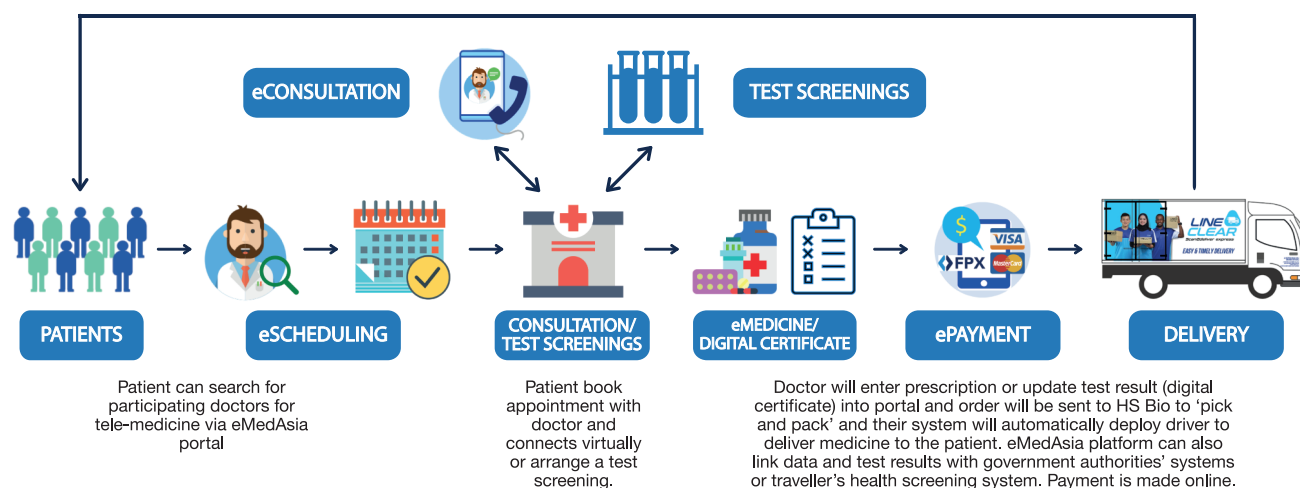 eCONSULTATION
TEST SCREENINGS
$
VISA
FPX
MasterCard
LINE
CLEAR
EASY & TIMELY DELIVERY
PATIENTS
eSCHEDULING
CONSULTATION/
TEST SCREENINGS
eMEDICINE/
DIGITAL CERTIFICATE
ePAYMENT
DELIVERY
Patient can search for
participating doctors for
tele-medicine via eMedAsia
portal
Patient book
appointment with
doctor and
connects virtually
or arrange a test
screening.
Doctor will enter prescription or update test result (digital
certificate) into portal and order will be sent to HS Bio to ‘pick
and pack’ and their system will automatically deploy driver to
deliver medicine to the patient. eMedAsia platform can also
link data and test results with government authorities’ systems
or traveller’s health screening system. Payment is made online.